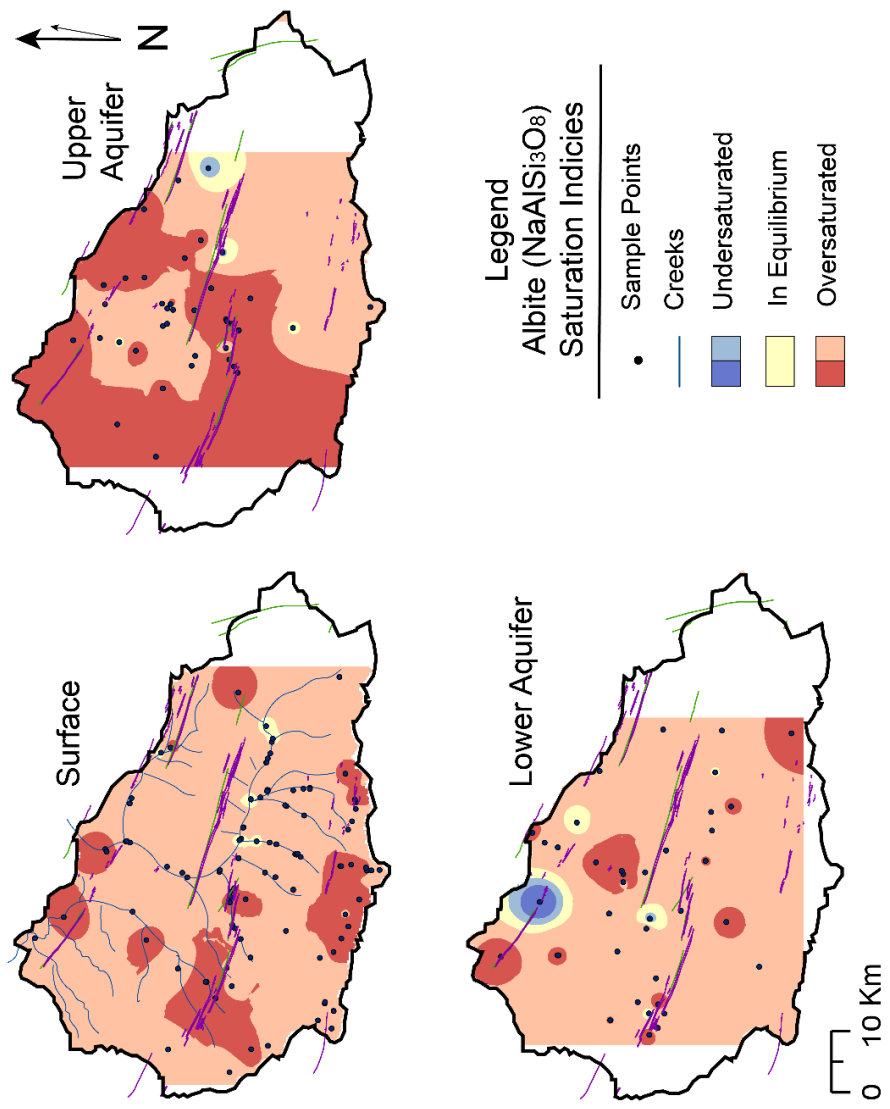 Surface
Upper
Aquifer
N
Lower Aquifer
Legend
Albite (NaAlSi3O8)
Saturation Indicies
Sample Points
Creeks
Undersaturated
In Equilibrium
Oversaturated
0 10 Km